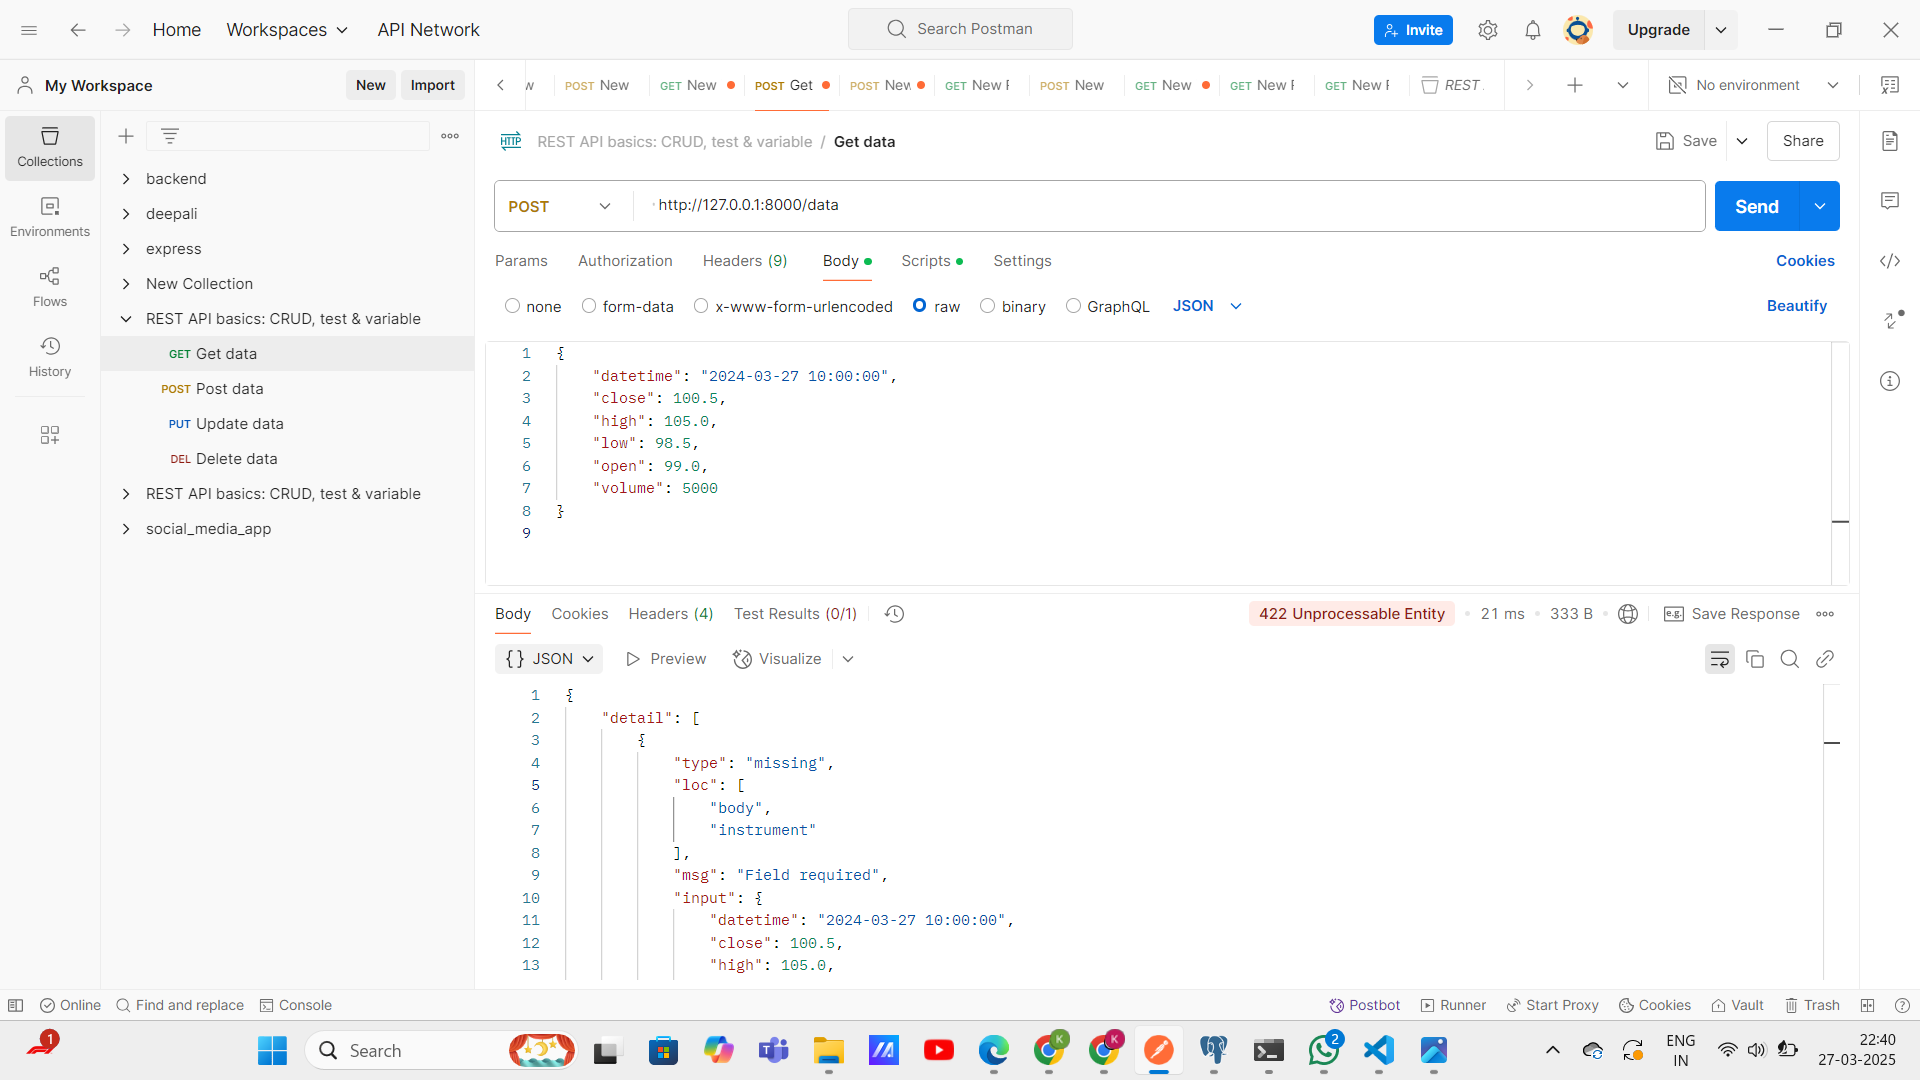 Home
Workspaces
API Network
Search Postman
Invite
Upgrade
My Workspace
New
Import
POST New
GET New
POST Get
POST New
GET New
POST New
GET New
GET New
GET New
REST
No environment
Collections
Environments
Flows
History
backend
deepali
express
New Collection
REST API basics: CRUD, test & variable
GET Get data
POST Post data
PUT Update data
DEL Delete data
REST API basics: CRUD, test & variable
social_media_app
HTTP REST API basics: CRUD, test & variable / Get data
Save
Share
POST http://127.0.0.1:8000/data
Send
Params Authorization Headers (9) Body Scripts Settings
Cookies
none form-data x-www-form-urlencoded raw binary GraphQL JSON
Beautify
1 {
2 "datetime": "2024-03-27 10:00:00",
3 "close": 100.5,
4 "high": 105.0,
5 "low": 98.5,
6 "open": 99.0,
7 "volume": 5000
8 }
9
Body Cookies Headers (4) Test Results (0/1)
422 Unprocessable Entity 21 ms 333 B e.g. Save Response
{} JSON Preview Visualize
1 {
2 "detail": [
3 {
4 "type": "missing",
5 "loc": [
6 "body",
7 "instrument"
8 ],
9 "msg": "Field required",
10 "input": {
11 "datetime": "2024-03-27 10:00:00",
12 "close": 100.5,
13 "high": 105.0,
Online Find and replace Console
Postbot Runner Start Proxy Cookies Vault Trash
1
Search
K
K
2
ENG
IN
22:40
27-03-2025